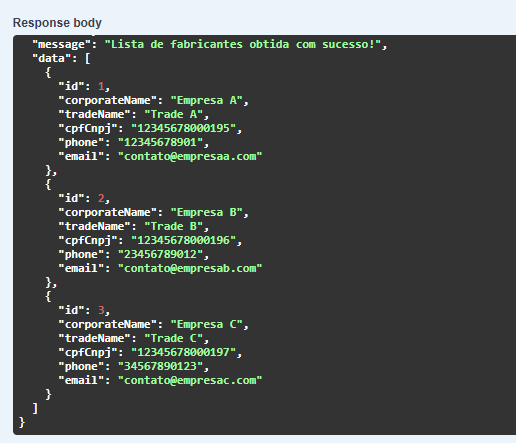 Response body
"message": "Lista de fabricantes obtida com sucesso!",
"data": [
{
"id": 1,
"corporateName": "Empresa A",
"tradeName": "Trade A",
"cpfCnpj": "12345678000195",
"phone": "12345678901",
"email": "contato@empresaa.com"
},
{
"id": 2,
"corporateName": "Empresa B",
"tradeName": "Trade B",
"cpfCnpj": "12345678000196",
"phone": "23456789012",
"email": "contato@empresab.com"
},
{
"id": 3,
"corporateName": "Empresa C",
"tradeName": "Trade C",
"cpfCnpj": "12345678000197",
"phone": "34567890123",
"email": "contato@empresac.com"
}
]
}